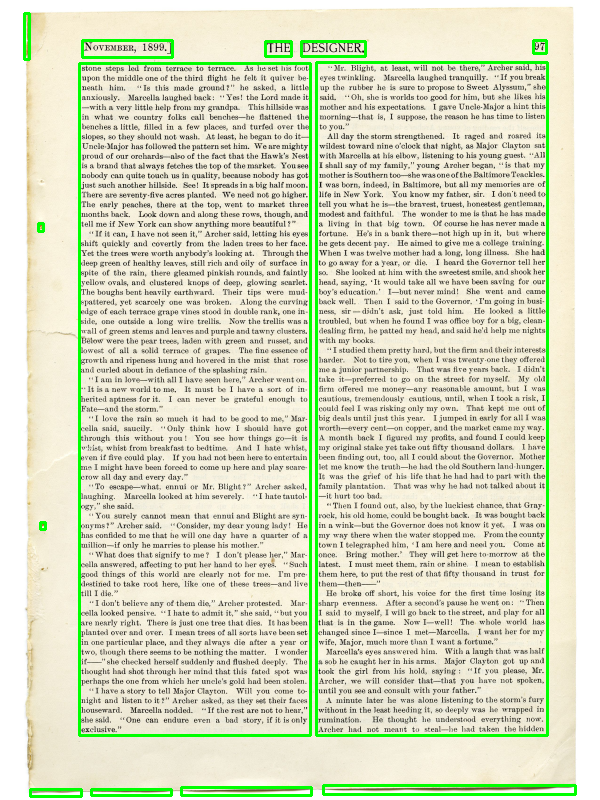 NOVEMBER, 1899.]
THE DESIGNER.
97
stone steps led from terrace to terrace. As he set his foot
upon the middle one of the third flight he felt it quiver be-
neath him. "Is this made ground?" he asked, a little
anxiously. Marcella laughed back: "Yes! the Lord made it
—with a very little help from my grandpa. This hillside was
in what we country folks call benches—he flattened the
benches a little, filled in a few places, and turfed over the
slopes, so they should not wash. At least, he began to do it—
Uncle-Major has followed the pattern set him. We are mighty
proud of our orchards—also of the fact that the Hawk's Nest
is a brand that always fetches the top of the market. You see
nobody can quite touch us in quality, because nobody has got
just such another hillside. See! It spreads in a big half moon.
There are seventy-five acres planted. We need not go higher.
The early peaches, there at the top, went to market three
months back. Look down and along these rows, though, and
tell me if New York can show anything more beautiful?"
"If it can, I have not seen it," Archer said, letting his eyes
shift quickly and covertly from the laden trees to her face.
Yet the trees were worth anybody's looking at. Through the
deep green of healthy leaves, still rich and oily of surface in
spite of the rain, there gleamed pinkish rounds, and faintly
yellow ovals, and clustered knops of deep, glowing scarlet.
The boughs bent heavily earthward. Their tips were mud-
spattered, yet scarcely one was broken. Along the curving
edge of each terrace grape vines stood in double rank, one in-
side, one outside a long wire trellis. Now the trellis was a
wall of green stems and leaves and purple and tawny clusters.
Below were the pear trees, laden with green and russet, and
lowest of all a solid terrace of grapes. The fine essence of
growth and ripeness hung and hovered in the mist that rose
and curled about in defiance of the splashing rain.
"I am in love—with all I have seen here," Archer went on.
"It is a new world to me. It must be I have a sort of in-
herited aptness for it. I can never be grateful enough to
Fate—and the storm."
"I love the rain so much it had to be good to me," Mar-
cella said, saucily. "Only think how I should have got
through this without you! You see how things go—it is
whist, whist from breakfast to bedtime. And I hate whist,
even if five could play. If you had not been here to entertain
me I might have been forced to come up here and play scare-
crow all day and every day."
"To escape—what, ennui or Mr. Blight?" Archer asked,
laughing. Marcella looked at him severely. "I hate tautol-
ogy," she said.
"You surely cannot mean that ennui and Blight are syn-
onyms?" Archer said. "Consider, my dear young lady! He
has confided to me that he will one day have a quarter of a
million—if only he marries to please his mother."
"What does that signify to me? I don't please her," Mar-
cella answered, affecting to put her hand to her eyes. "Such
good things of this world are clearly not for me. I'm pre-
destined to take root here, like one of these trees—and live
till I die."
"I don't believe any of them die," Archer protested. Mar-
cella looked pensive. "I hate to admit it," she said, "but you
are nearly right. There is just one tree that dies. It has been
planted over and over. I mean trees of all sorts have been set
in one particular place, and they always die after a year or
two, though there seems to be nothing the matter. I wonder
if——" she checked herself suddenly and flushed deeply. The
thought had shot through her mind that this fated spot was
perhaps the one from which her uncle's gold had been stolen.
"I have a story to tell Major Clayton. Will you come to-
night and listen to it?" Archer asked, as they set their faces
houseward. Marcella nodded. "If the rest are not to hear,"
she said. "One can endure even a bad story, if it is only
exclusive."
"Mr. Blight, at least, will not be there," Archer said, his
eyes twinkling. Marcella laughed tranquilly. "If you break
up the rubber he is sure to propose to Sweet Alyssum," she
said. "Oh, she is worlds too good for him, but she likes his
mother and his expectations. I gave Uncle-Major a hint this
morning—that is, I suppose, the reason he has time to listen
to you."
All day the storm strengthened. It raged and roared its
wildest toward nine o'clock that night, as Major Clayton sat
with Marcella at his elbow, listening to his young guest. "All
I shall say of my family," young Archer began, "is that my
mother is Southern too—she was one of the Baltimore Teackles.
I was born, indeed, in Baltimore, but all my memories are of
life in New York. You know my father, sir. I don't need to
tell you what he is—the bravest, truest, honestest gentleman,
modest and faithful. The wonder to me is that he has made
a living in that big town. Of course he has never made a
fortune. He's in a bank there—not high up in it, but where
he gets decent pay. He aimed to give me a college training.
When I was twelve mother had a long, long illness. She had
to go away for a year, or die. I heard the Governor tell her
so. She looked at him with the sweetest smile, and shook her
head, saying, 'It would take all we have been saving for our
boy's education.' I—but never mind! She went and came
back well. Then I said to the Governor, 'I'm going in busi-
ness, sir—didn't ask, just told him. He looked a little
troubled, but when he found I was office boy for a big, clean-
dealing firm, he patted my head, and said he'd help me nights
with my books.
"I studied them pretty hard, but the firm and their interests
harder. Not to tire you, when I was twenty-one they offered
me a junior partnership. That was five years back. I didn't
take it—preferred to go on the street for myself. My old
firm offered me money—any reasonable amount, but I was
cautious, tremendously cautious, until, when I took a risk, I
could feel I was risking only my own. That kept me out of
big deals until just this year. I jumped in early for all I was
worth—every cent—on copper, and the market came my way.
A month back I figured my profits, and found I could keep
my original stake yet take out fifty thousand dollars. I have
been finding out, too, all I could about the Governor. Mother
let me know the truth—he had the old Southern land-hunger.
It was the grief of his life that he had had to part with the
family plantation. That was why he had not talked about it
—it hurt too bad.
"Then I found out, also, by the luckiest chance, that Gray-
rock, his old home, could be bought back. It was bought back
in a wink—but the Governor does not know it yet. I was on
my way there when the water stopped me. From the county
town I telegraphed him, 'I am here and need you. Come at
once. Bring mother.' They will get here to-morrow at the
latest. I must meet them, rain or shine. I mean to establish
them here, to put the rest of that fifty thousand in trust for
them—then——"
He broke off short, his voice for the first time losing its
sharp evenness. After a second's pause he went on: "Then
I said to myself, I will go back to the street, and play for all
that is in the game. Now I—well! The whole world has
changed since I—since I met—Marcella. I want her for my
wife, Major, much more than I want a fortune."
Marcella's eyes answered him. With a laugh that was half
a sob he caught her in his arms. Major Clayton got up and
took the girl from his hold, saying: "If you please, Mr.
Archer, we will consider that—that you have not spoken,
until you see and consult with your father."
A minute later he was alone listening to the storm's fury
without in the least heeding it, so deeply was he wrapped in
rumination. He thought he understood everything now.
Archer had not meant to steal—he had taken the hidden